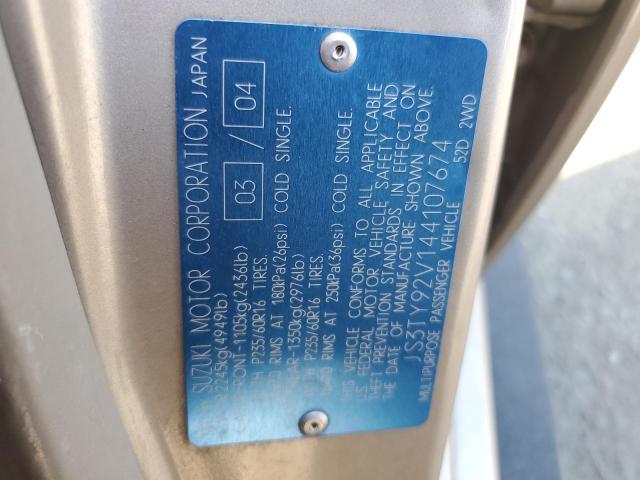 SUZUKI MOTOR CORPORATION JAPAN
2245kg(4949lb) 03 / 04
FRONT-1105kg(2436lb)
P235/60R16 TIRES.
RIMS AT 180kPa(26psi) COLD SINGLE.
REAR-1350kg(2976lb)
P235/60R16 TIRES.
RIMS AT 250kPa(36psi) COLD SINGLE.
THIS VEHICLE CONFORMS TO ALL APPLICABLE
U.S. FEDERAL MOTOR VEHICLE SAFETY AND
THEFT PREVENTION STANDARDS IN EFFECT ON
THE DATE OF MANUFACTURE SHOWN ABOVE.
JS3TY92V144107674
MULTIPURPOSE PASSENGER VEHICLE 52D 2WD